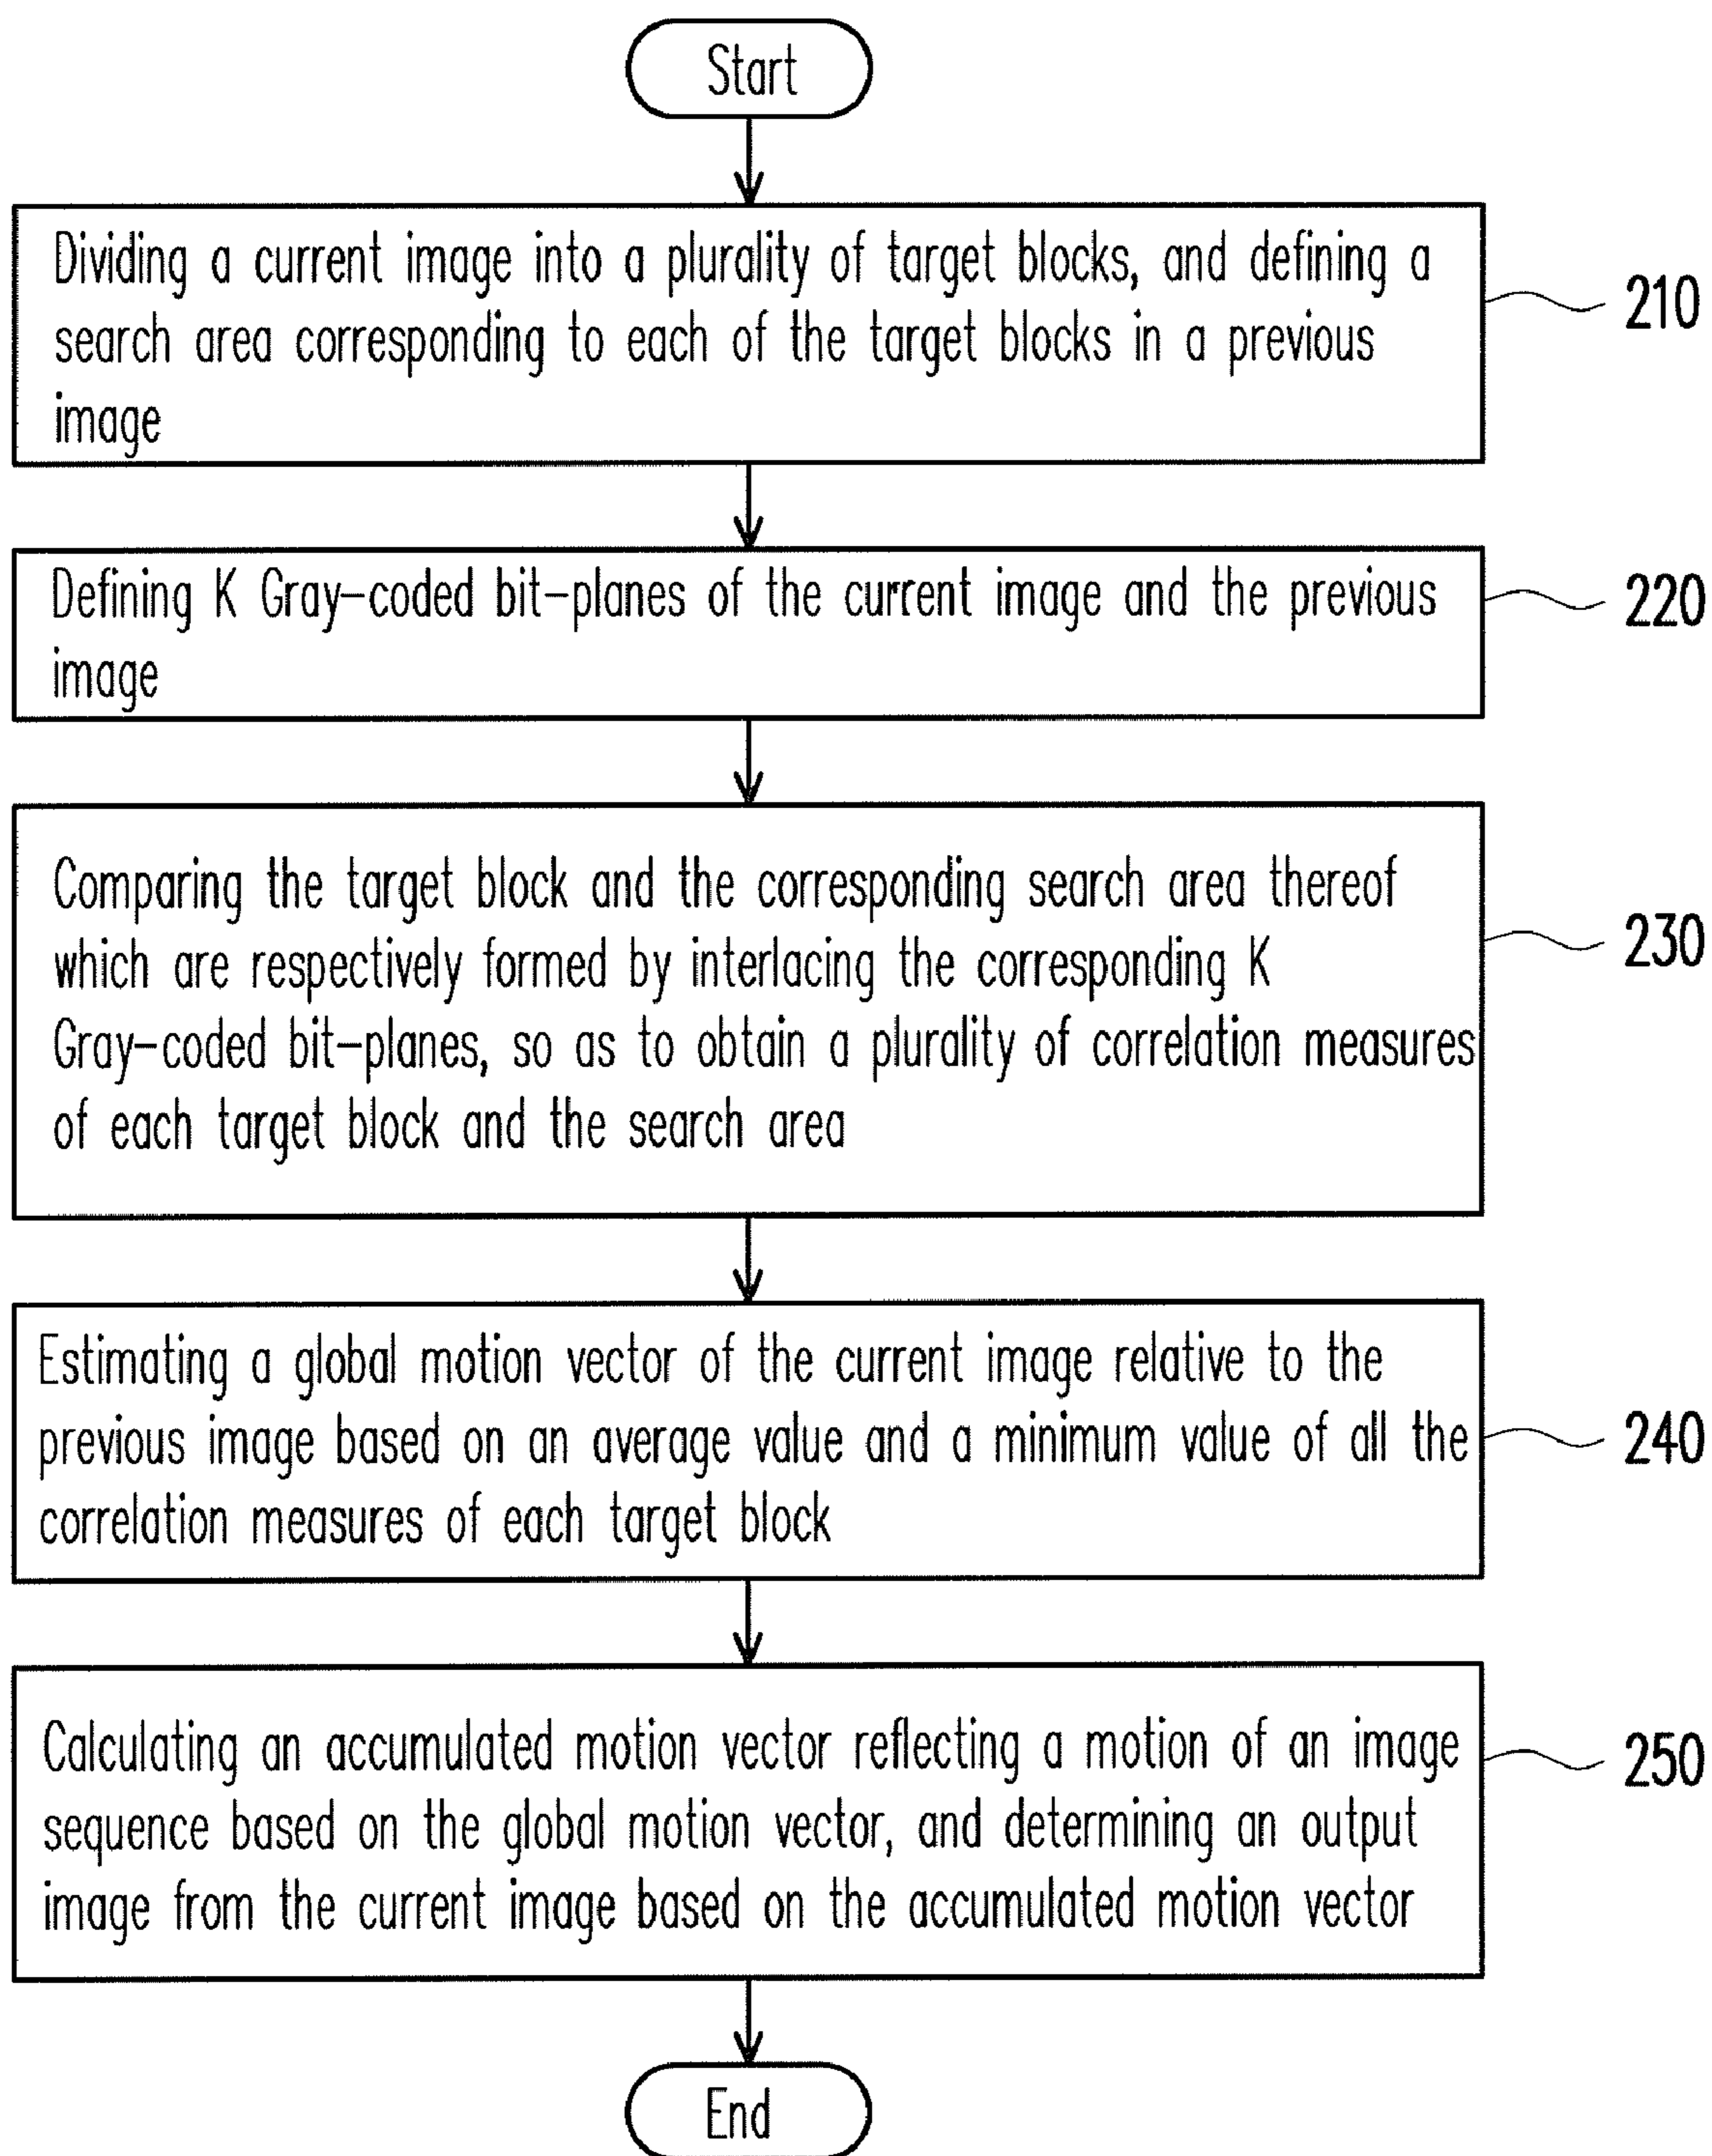 Start
Dividing a current image into a plurality of target blocks, and defining a
search area corresponding to each of the target blocks in a previous
image
210
Defining K Gray-coded bit-planes of the current image and the previous
image
220
Comparing the target block and the corresponding search area thereof
which are respectively formed by interlacing the corresponding K
Gray-coded bit-planes, so as to obtain a plurality of correlation measures
of each target block and the search area
230
Estimating a global motion vector of the current image relative to the
previous image based on an average value and a minimum value of all the
correlation measures of each target block
240
Calculating an accumulated motion vector reflecting a motion of an image
sequence based on the global motion vector, and determining an output
image from the current image based on the accumulated motion vector
250
End